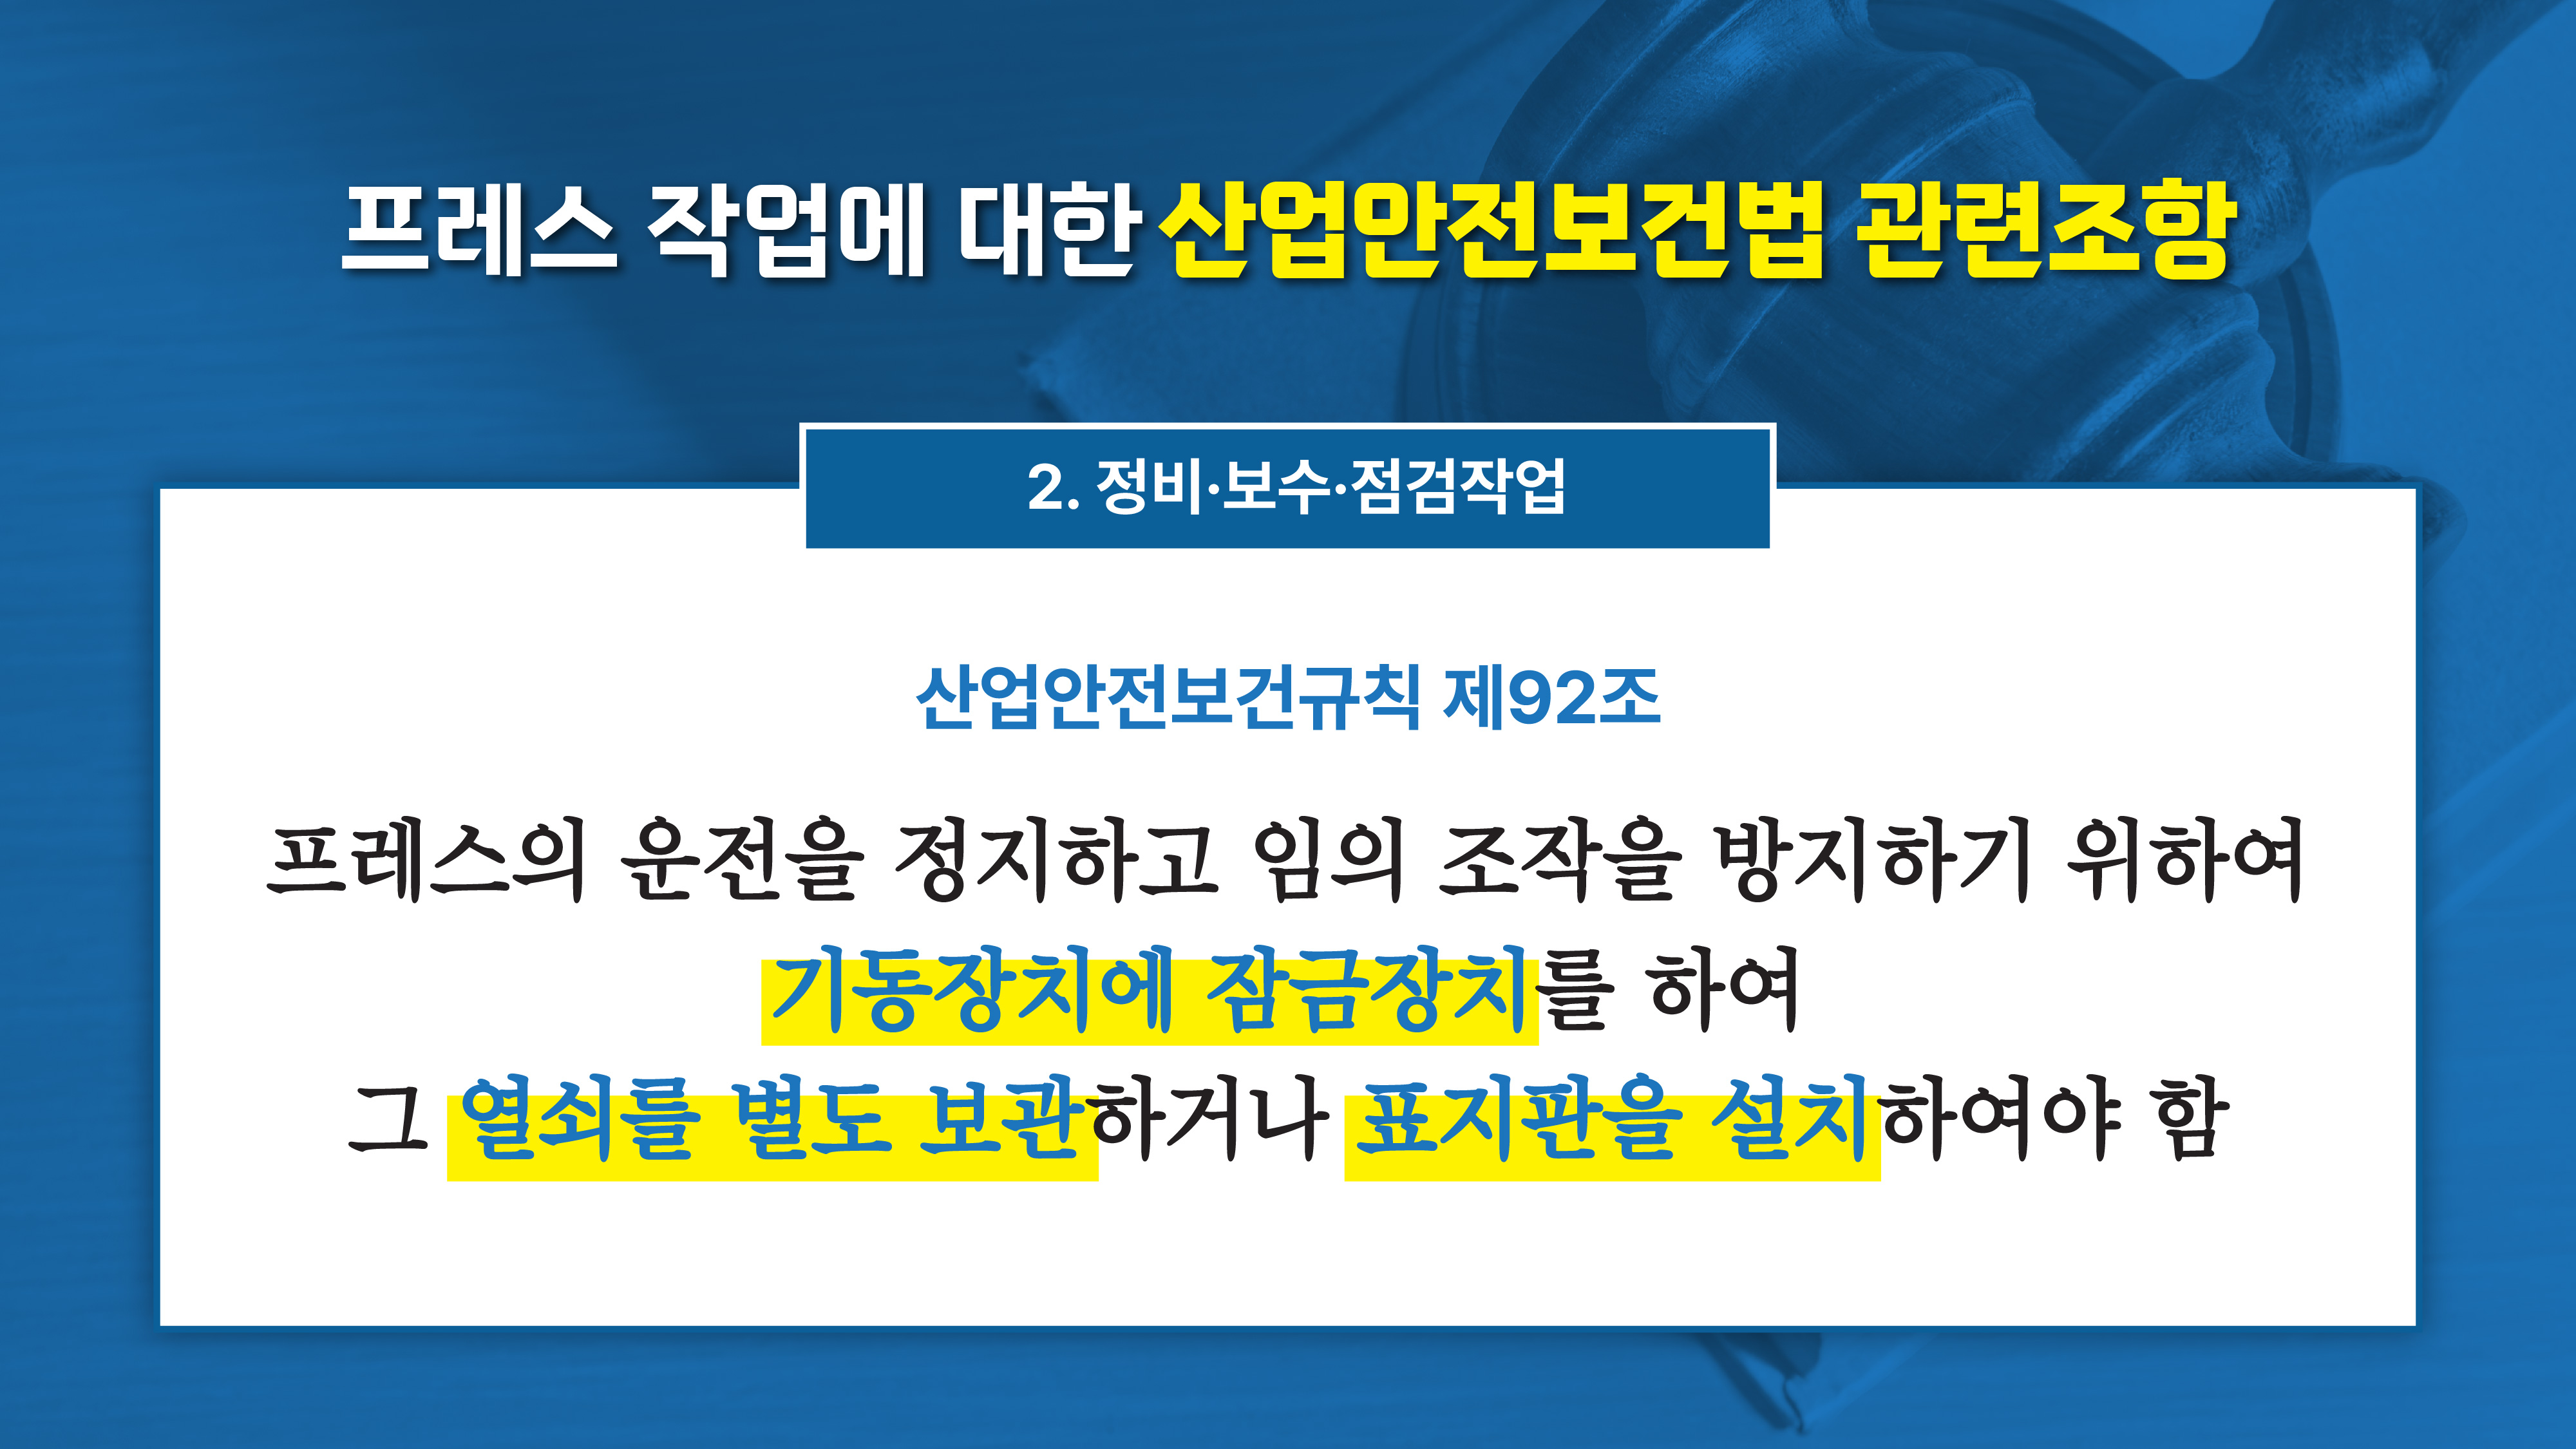 프레스 작업에 대한 산업안전보건법 관련조항
2. 정비·보수·점검작업
산업안전보건규칙 제92조
프레스의 운전을 정지하고 임의 조작을 방지하기 위하여
기동장치에 잠금장치를 하여
그 열쇠를 별도 보관하거나 표지판을 설치하여야 함